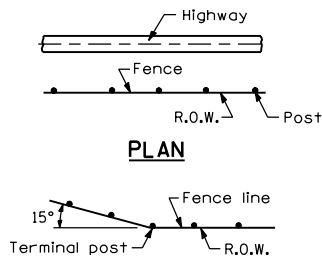 Highway
Fence
R.O.W.
Post
PLAN
Fence line
15°
Terminal post
R.O.W.